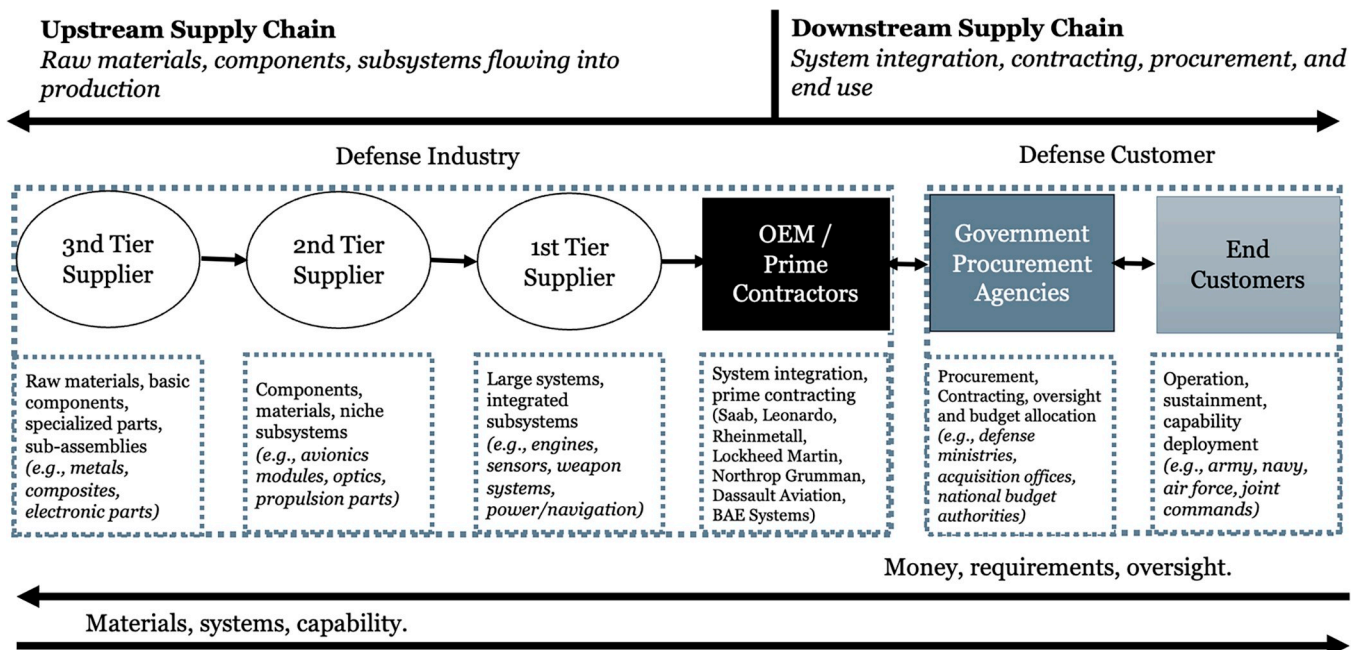 Upstream Supply Chain
Raw materials, components, subsystems flowing into
production
Downstream Supply Chain
System integration, contracting, procurement, and
end use
Defense Industry
Defense Customer
3nd Tier
Supplier
2nd Tier
Supplier
1st Tier
Supplier
OEM /
Prime
Contractors
Government
Procurement
Agencies
End
Customers
Raw materials, basic
components,
specialized parts,
sub-assemblies
(e.g., metals,
composites,
electronic parts)
Components,
materials, niche
subsystems
(e.g., avionics
modules, optics,
propulsion parts)
Large systems,
integrated
subsystems
(e.g., engines,
sensors, weapon
systems,
power/navigation)
System integration,
prime contracting
(Saab, Leonardo,
Rheinmetall,
Lockheed Martin,
Northrop Grumman,
Dassault Aviation,
BAE Systems)
Procurement,
Contracting, oversight
and budget allocation
(e.g., defense
ministries,
acquisition offices,
national budget
authorities)
Operation,
sustainment,
capability
deployment
(e.g., army, navy,
air force, joint
commands)
Money, requirements, oversight.
Materials, systems, capability.